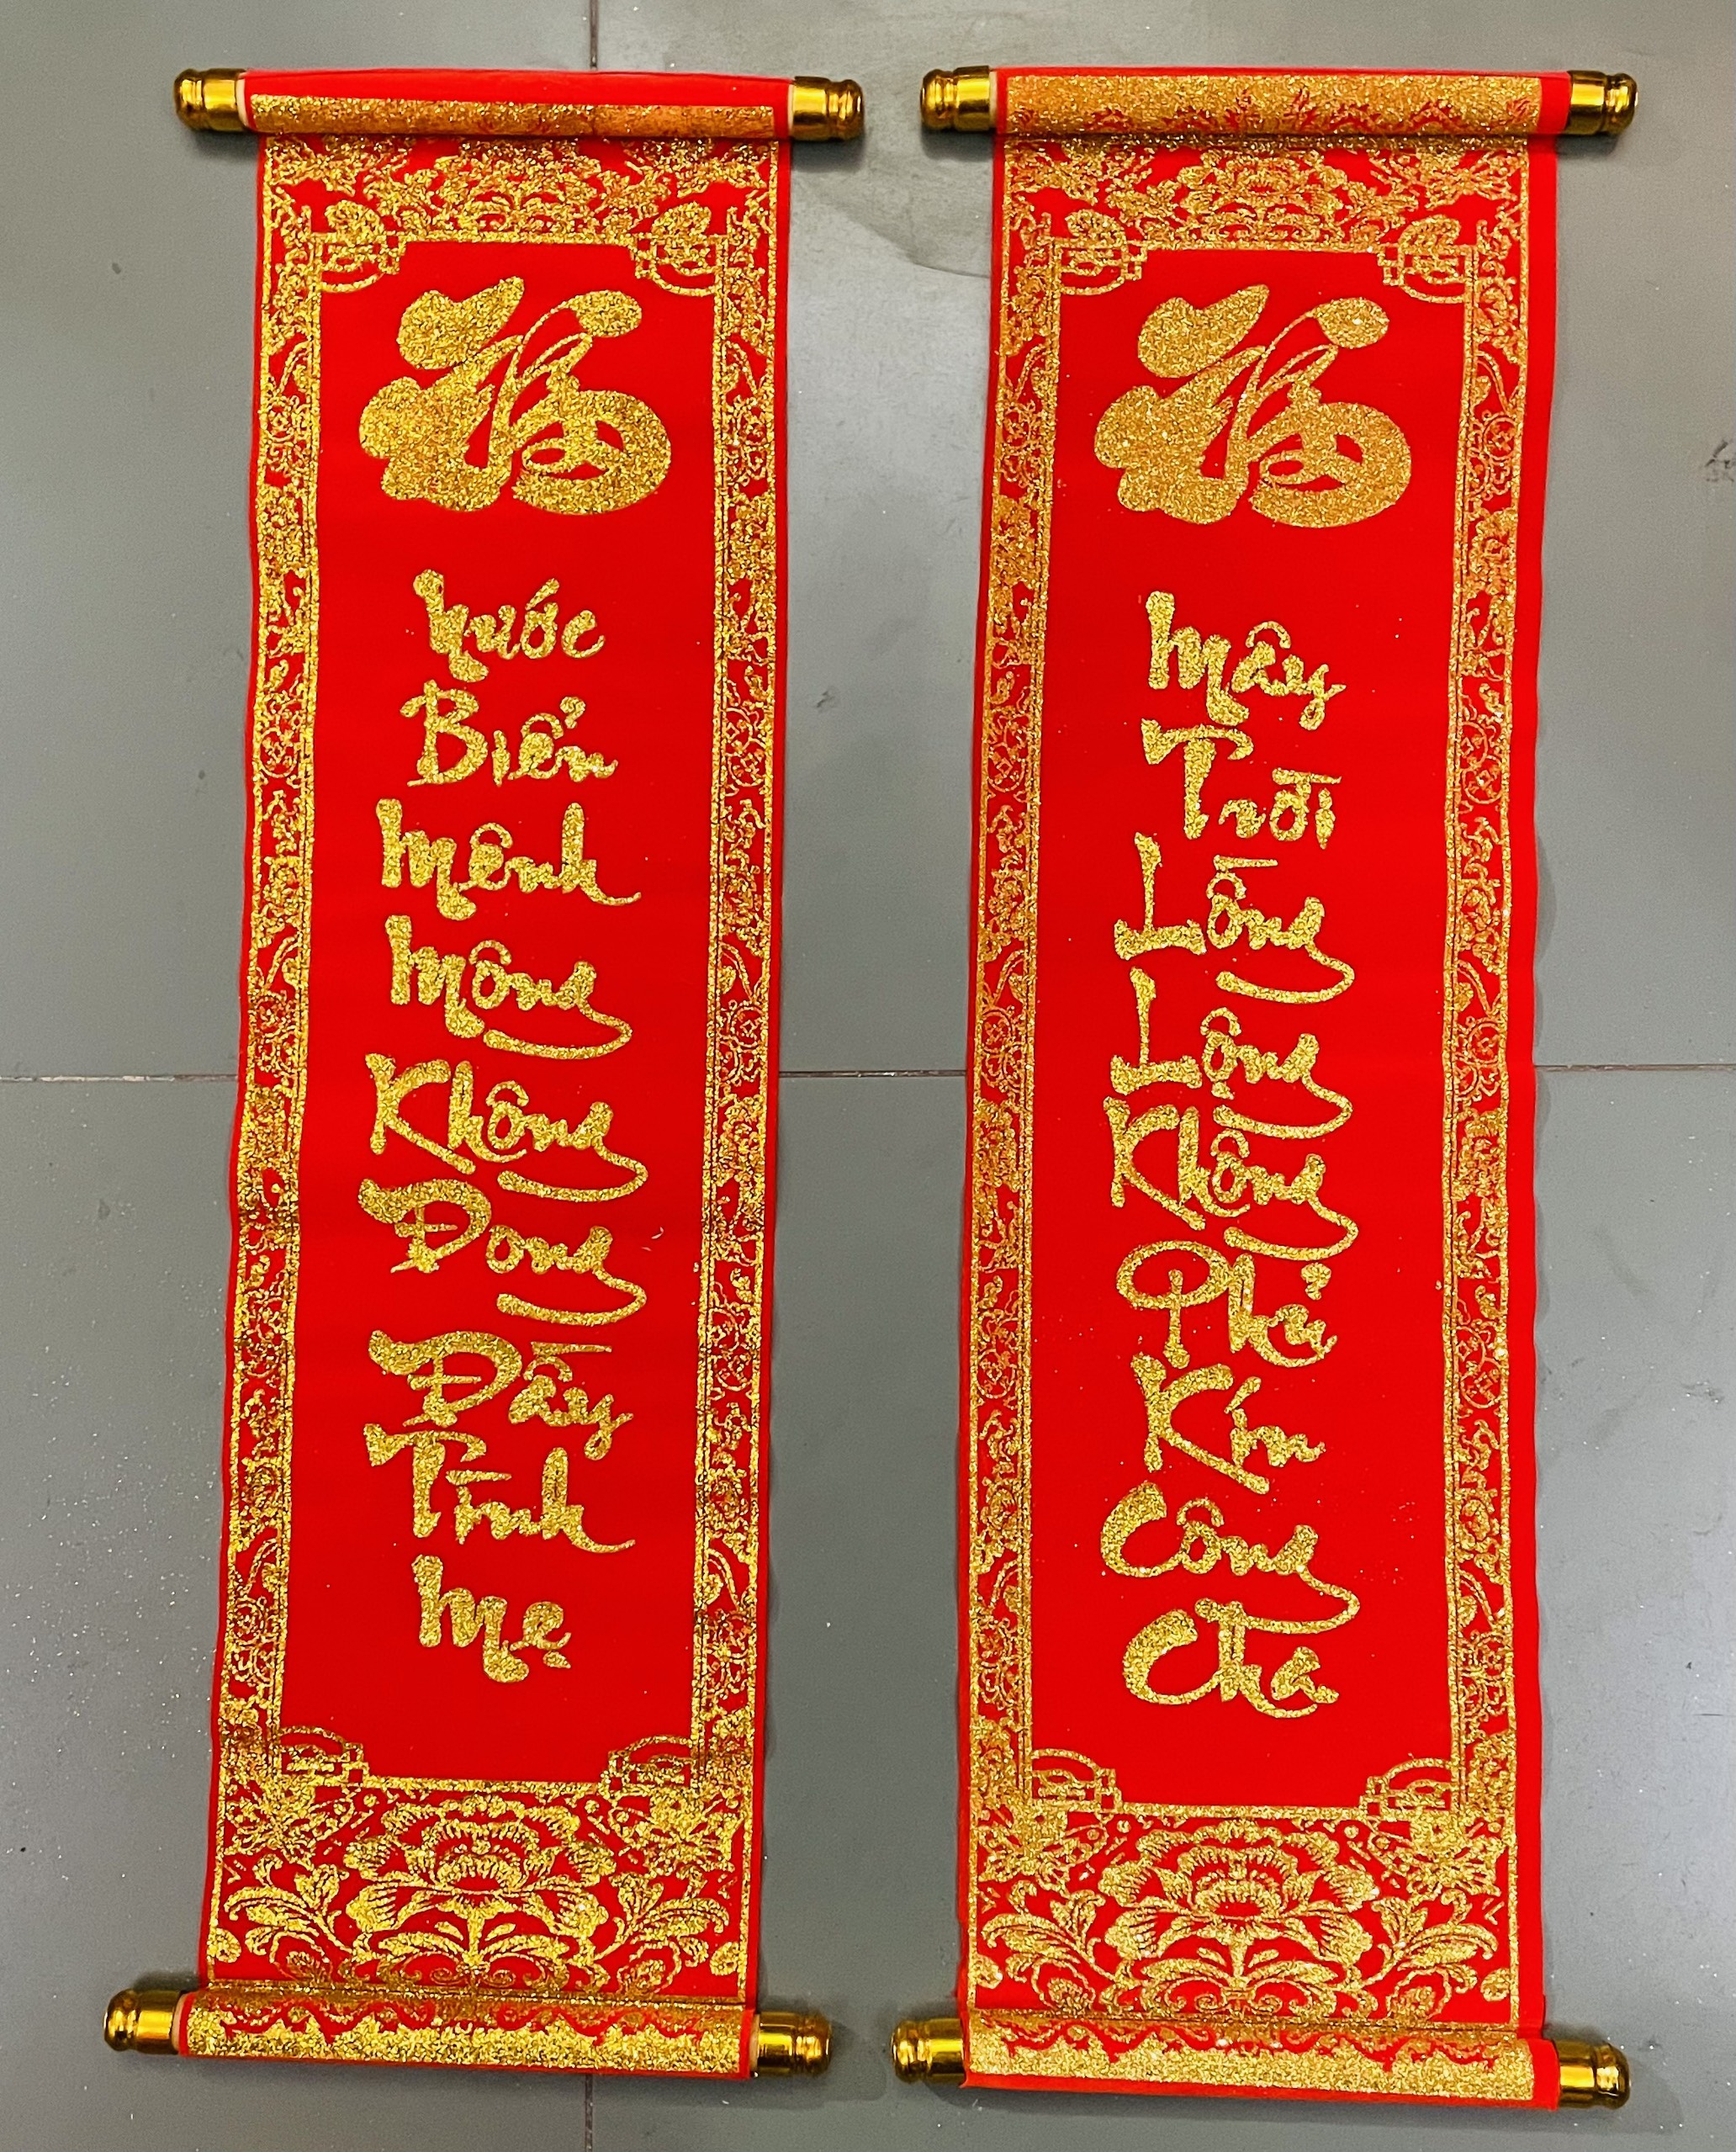 福
Nước
Biển
Mênh
Mông
Không
Đong
Đầy
Tình
Mẹ
福
Mây
Trời
Lồng
Lộng
Không
Phủ
Kín
Công
Cha